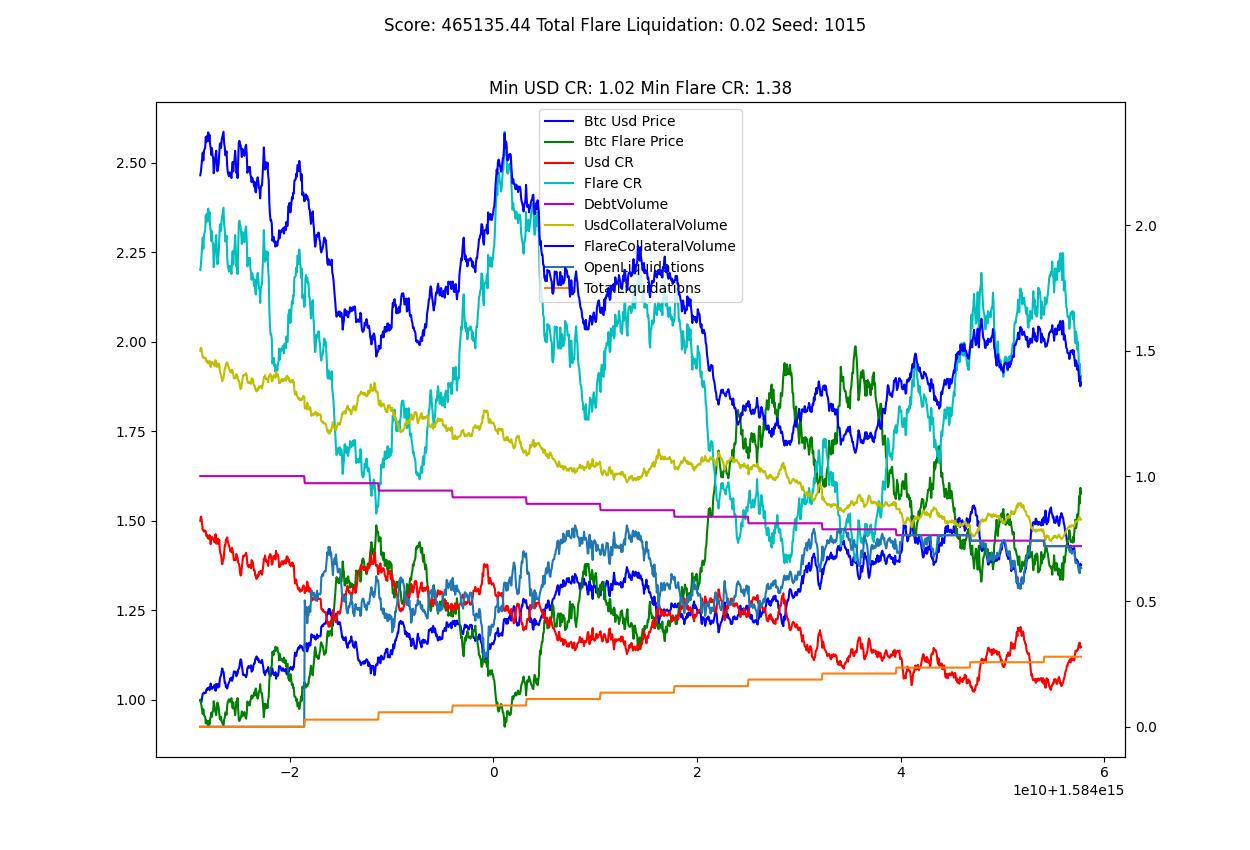 Score: 465135.44 Total Flare Liquidation: 0.02 Seed: 1015
Min USD CR: 1.02 Min Flare CR: 1.38
Btc Usd Price
Btc Flare Price
Usd CR
Flare CR
DebtVolume
UsdCollateralVolume
FlareCollateralVolume
OpenLiquidations
TotalLiquidations
2.50
2.25
2.00
1.75
1.50
1.25
1.00
2.0
1.5
1.0
0.5
0.0
−2 0 2 4 6
1e10+1.584e15